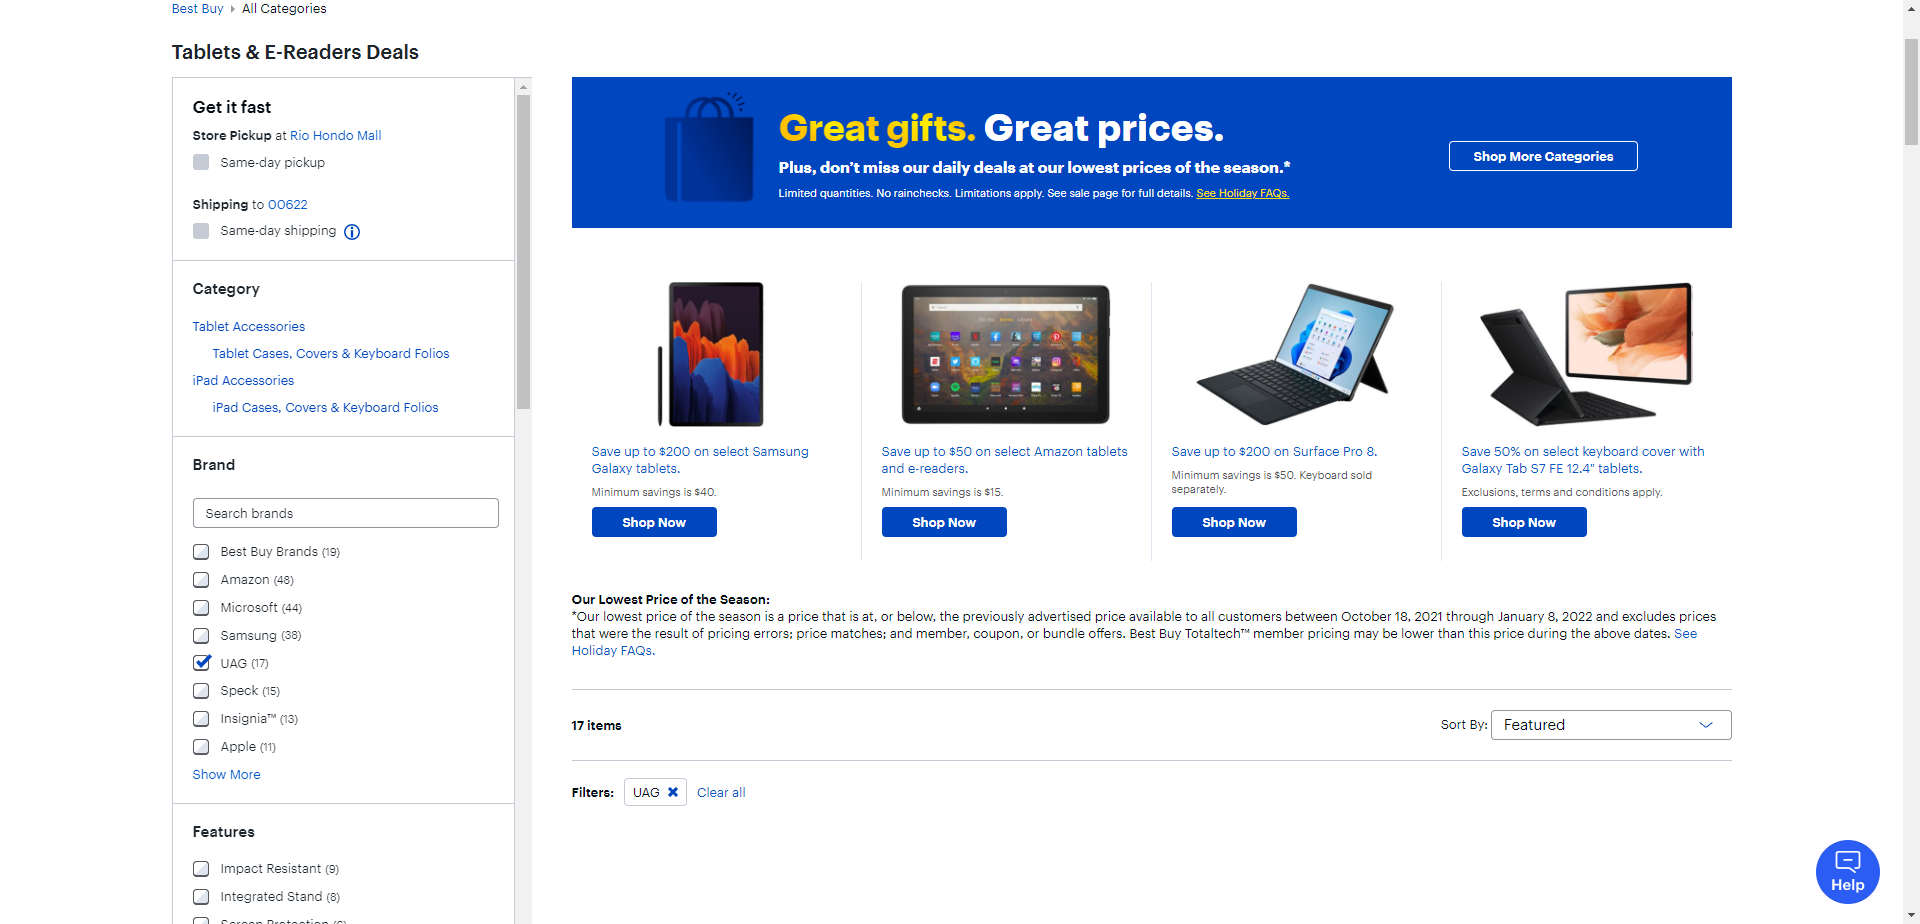 Best Buy All Categories
Tablets & E-Readers Deals
Get it fast
Store Pickup at Rio Hondo Mall
Same-day pickup
Shipping to 00622
Same-day shipping
Category
Tablet Accessories
Tablet Cases, Covers & Keyboard Folios
iPad Accessories
iPad Cases, Covers & Keyboard Folios
Brand
Search brands
Best Buy Brands (19)
Amazon (48)
Microsoft (44)
Samsung (38)
UAG (17)
Speck (15)
Insignia™ (13)
Apple (11)
Show More
Features
Impact Resistant (9)
Integrated Stand (8)
Great gifts. Great prices.
Plus, don't miss our daily deals at our lowest prices of the season.*
Limited quantities. No rainchecks. Limitations apply. See sale page for full details. See Holiday FAQs.
Shop More Categories
Save up to $200 on select Samsung
Galaxy tablets.
Minimum savings is $40.
Shop Now
Save up to $50 on select Amazon tablets
and e-readers.
Minimum savings is $15.
Shop Now
Save up to $200 on Surface Pro 8.
Minimum savings is $50. Keyboard sold
separately.
Shop Now
Save 50% on select keyboard cover with
Galaxy Tab S7 FE 12.4" tablets.
Exclusions, terms and conditions apply.
Shop Now
Our Lowest Price of the Season:
*Our lowest price of the season is a price that is at, or below, the previously advertised price available to all customers between October 18, 2021 through January 8, 2022 and excludes prices
that were the result of pricing errors; price matches; and member, coupon, or bundle offers. Best Buy Totaltech™ member pricing may be lower than this price during the above dates. See
Holiday FAQs.
17 items
Sort By: Featured
Filters: UAG Clear all
Help